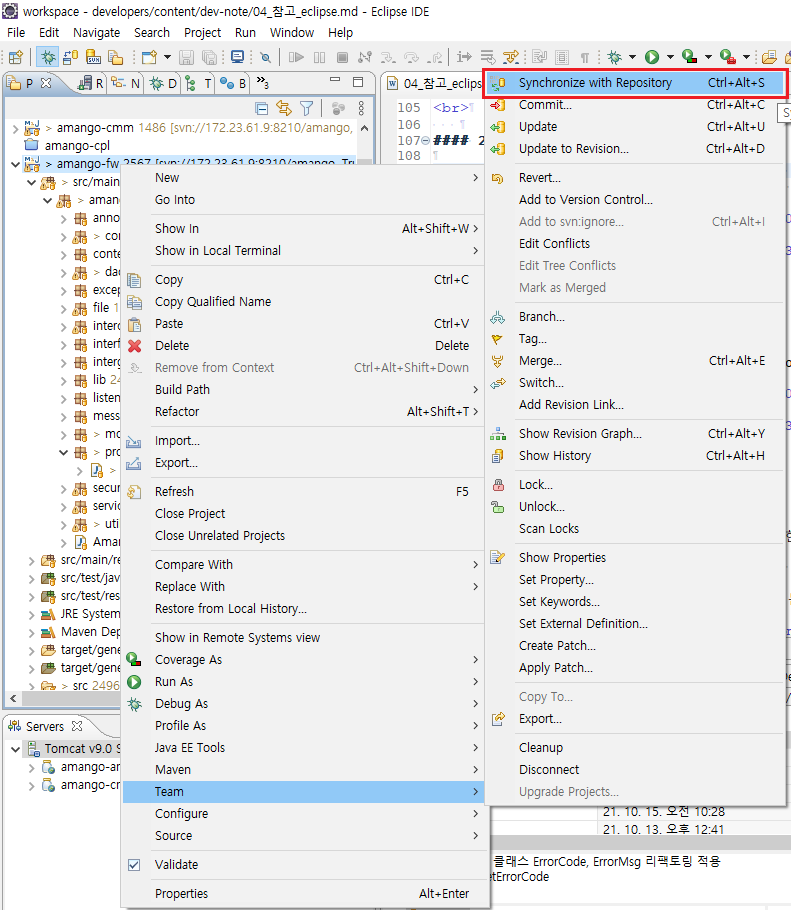 workspace - developers/content/dev-note/04_참고_eclipse.md - Eclipse IDE
File Edit Navigate Search Project Run Window Help
P R N D T B 3
04_참고_eclips
amango-cmm 1486 [svn://172.23.61.9:8210/amango,
amango-cpl
> amango-fw 2567 [svn://172.23.61.9:8210/amango, Tr
> src/main
> aman
anno
> co
conte
> dao
excep
file 1
interc
interf
interg
lib 24
listen
mess
> mo
> pro
>
secur
servic
> uti
Ama
src/main/re
src/test/jav
src/test/res
JRE System
Maven Dep
target/gene
target/gene
> src 2496
Servers
Tomcat v9.0 S
amango-ar
amango-cr
105 <br>
106
107 #### 2
108
New
Go Into
Show In Alt+Shift+W >
Show in Local Terminal
Copy Ctrl+C
Copy Qualified Name
Paste Ctrl+V
Delete Delete
Remove from Context Ctrl+Alt+Shift+Down
Build Path
Refactor Alt+Shift+T >
Import...
Export...
Refresh F5
Close Project
Close Unrelated Projects
Compare With
Replace With
Restore from Local History...
Show in Remote Systems view
Coverage As
Run As
Debug As
Profile As
Java EE Tools
Maven
Team
Configure
Source
Validate
Properties Alt+Enter
Synchronize with Repository Ctrl+Alt+S
Commit... Ctrl+Alt+C
Update Ctrl+Alt+U
Update to Revision... Ctrl+Alt+D
Revert...
Add to Version Control...
Add to svn:ignore... Ctrl+Alt+I
Edit Conflicts
Edit Tree Conflicts
Mark as Merged
Branch...
Tag...
Merge... Ctrl+Alt+E
Switch...
Add Revision Link...
Show Revision Graph... Ctrl+Alt+Y
Show History Ctrl+Alt+H
Lock...
Unlock...
Scan Locks
Show Properties
Set Property...
Set Keywords...
Set External Definition...
Create Patch...
Apply Patch...
Copy To...
Export...
Cleanup
Disconnect
Upgrade Projects...
21. 10. 15. 오전 10:28
21. 10. 13. 오후 12:41
클래스 ErrorCode, ErrorMsg 리팩토링 적용
etErrorCode